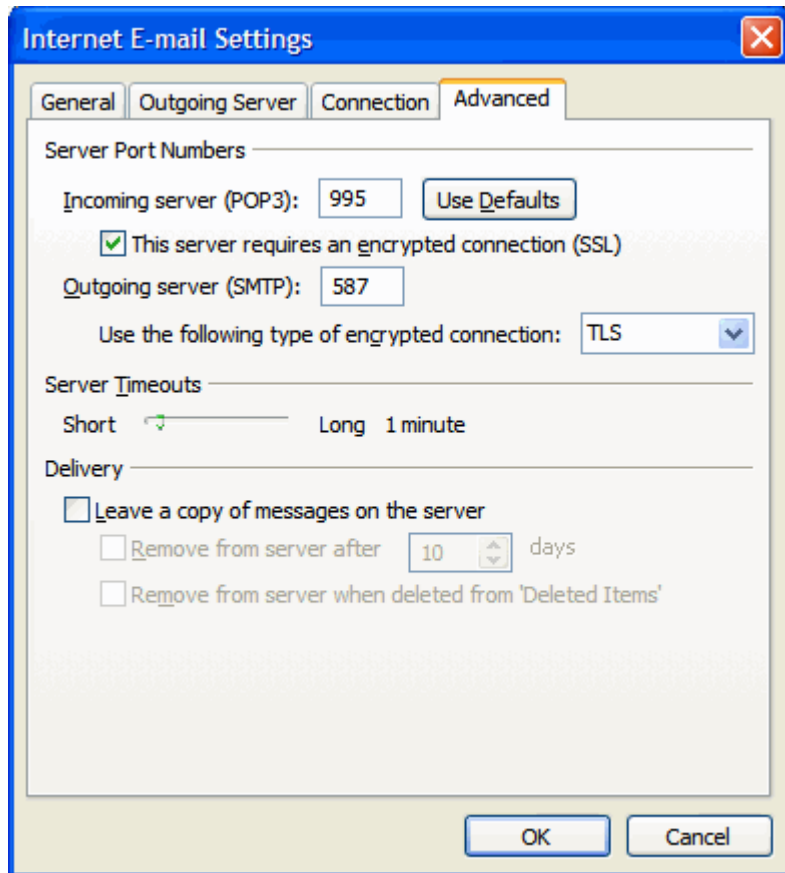 Internet E-mail Settings
General Outgoing Server Connection Advanced
Server Port Numbers
Incoming server (POP3): 995 Use Defaults
This server requires an encrypted connection (SSL)
Outgoing server (SMTP): 587
Use the following type of encrypted connection: TLS
Server Timeouts
Short Long 1 minute
Delivery
Leave a copy of messages on the server
Remove from server after 10 days
Remove from server when deleted from 'Deleted Items'
OK Cancel